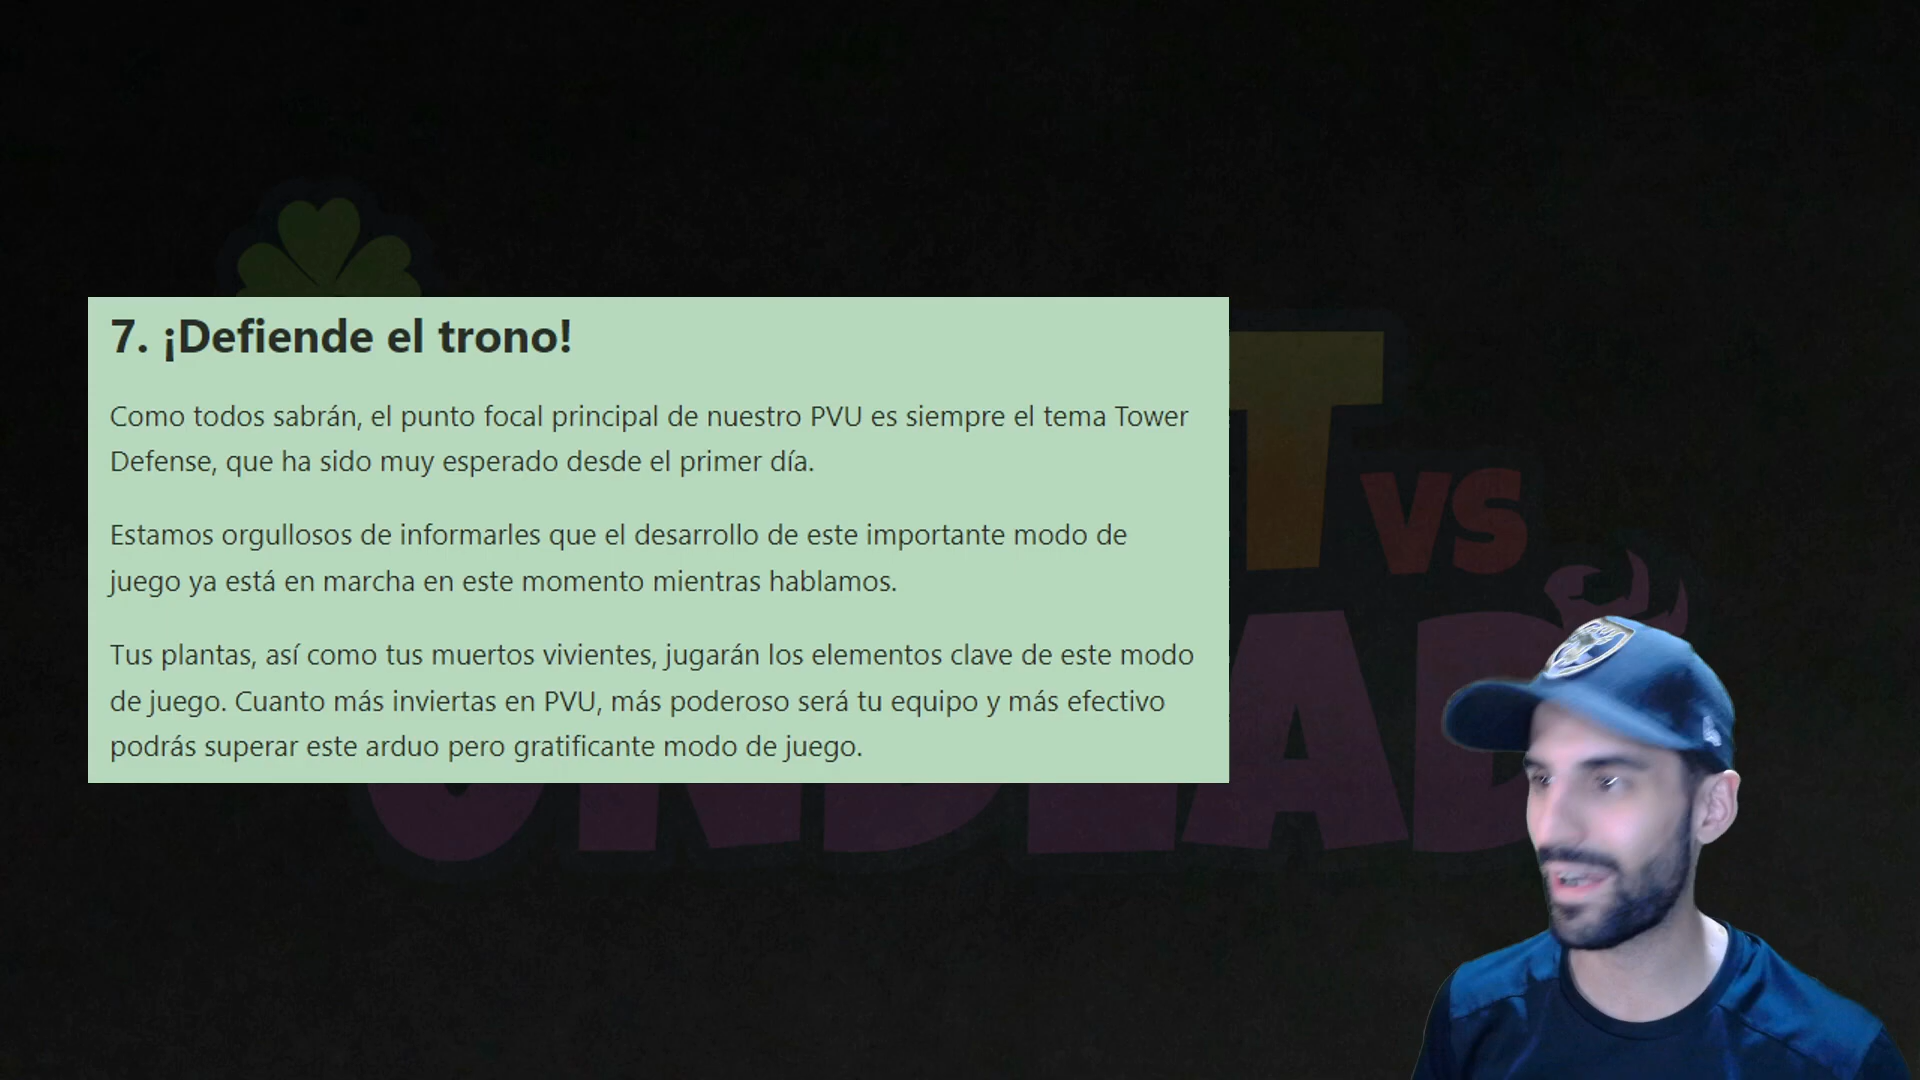 7. ¡Defiende el trono!
Como todos sabrán, el punto focal principal de nuestro PVU es siempre el tema Tower
Defense, que ha sido muy esperado desde el primer día.
Estamos orgullosos de informarles que el desarrollo de este importante modo de
juego ya está en marcha en este momento mientras hablamos.
Tus plantas, así como tus muertos vivientes, jugarán los elementos clave de este modo
de juego. Cuanto más inviertas en PVU, más poderoso será tu equipo y más efectivo
podrás superar este arduo pero gratificante modo de juego.
T VS
UNDEAD